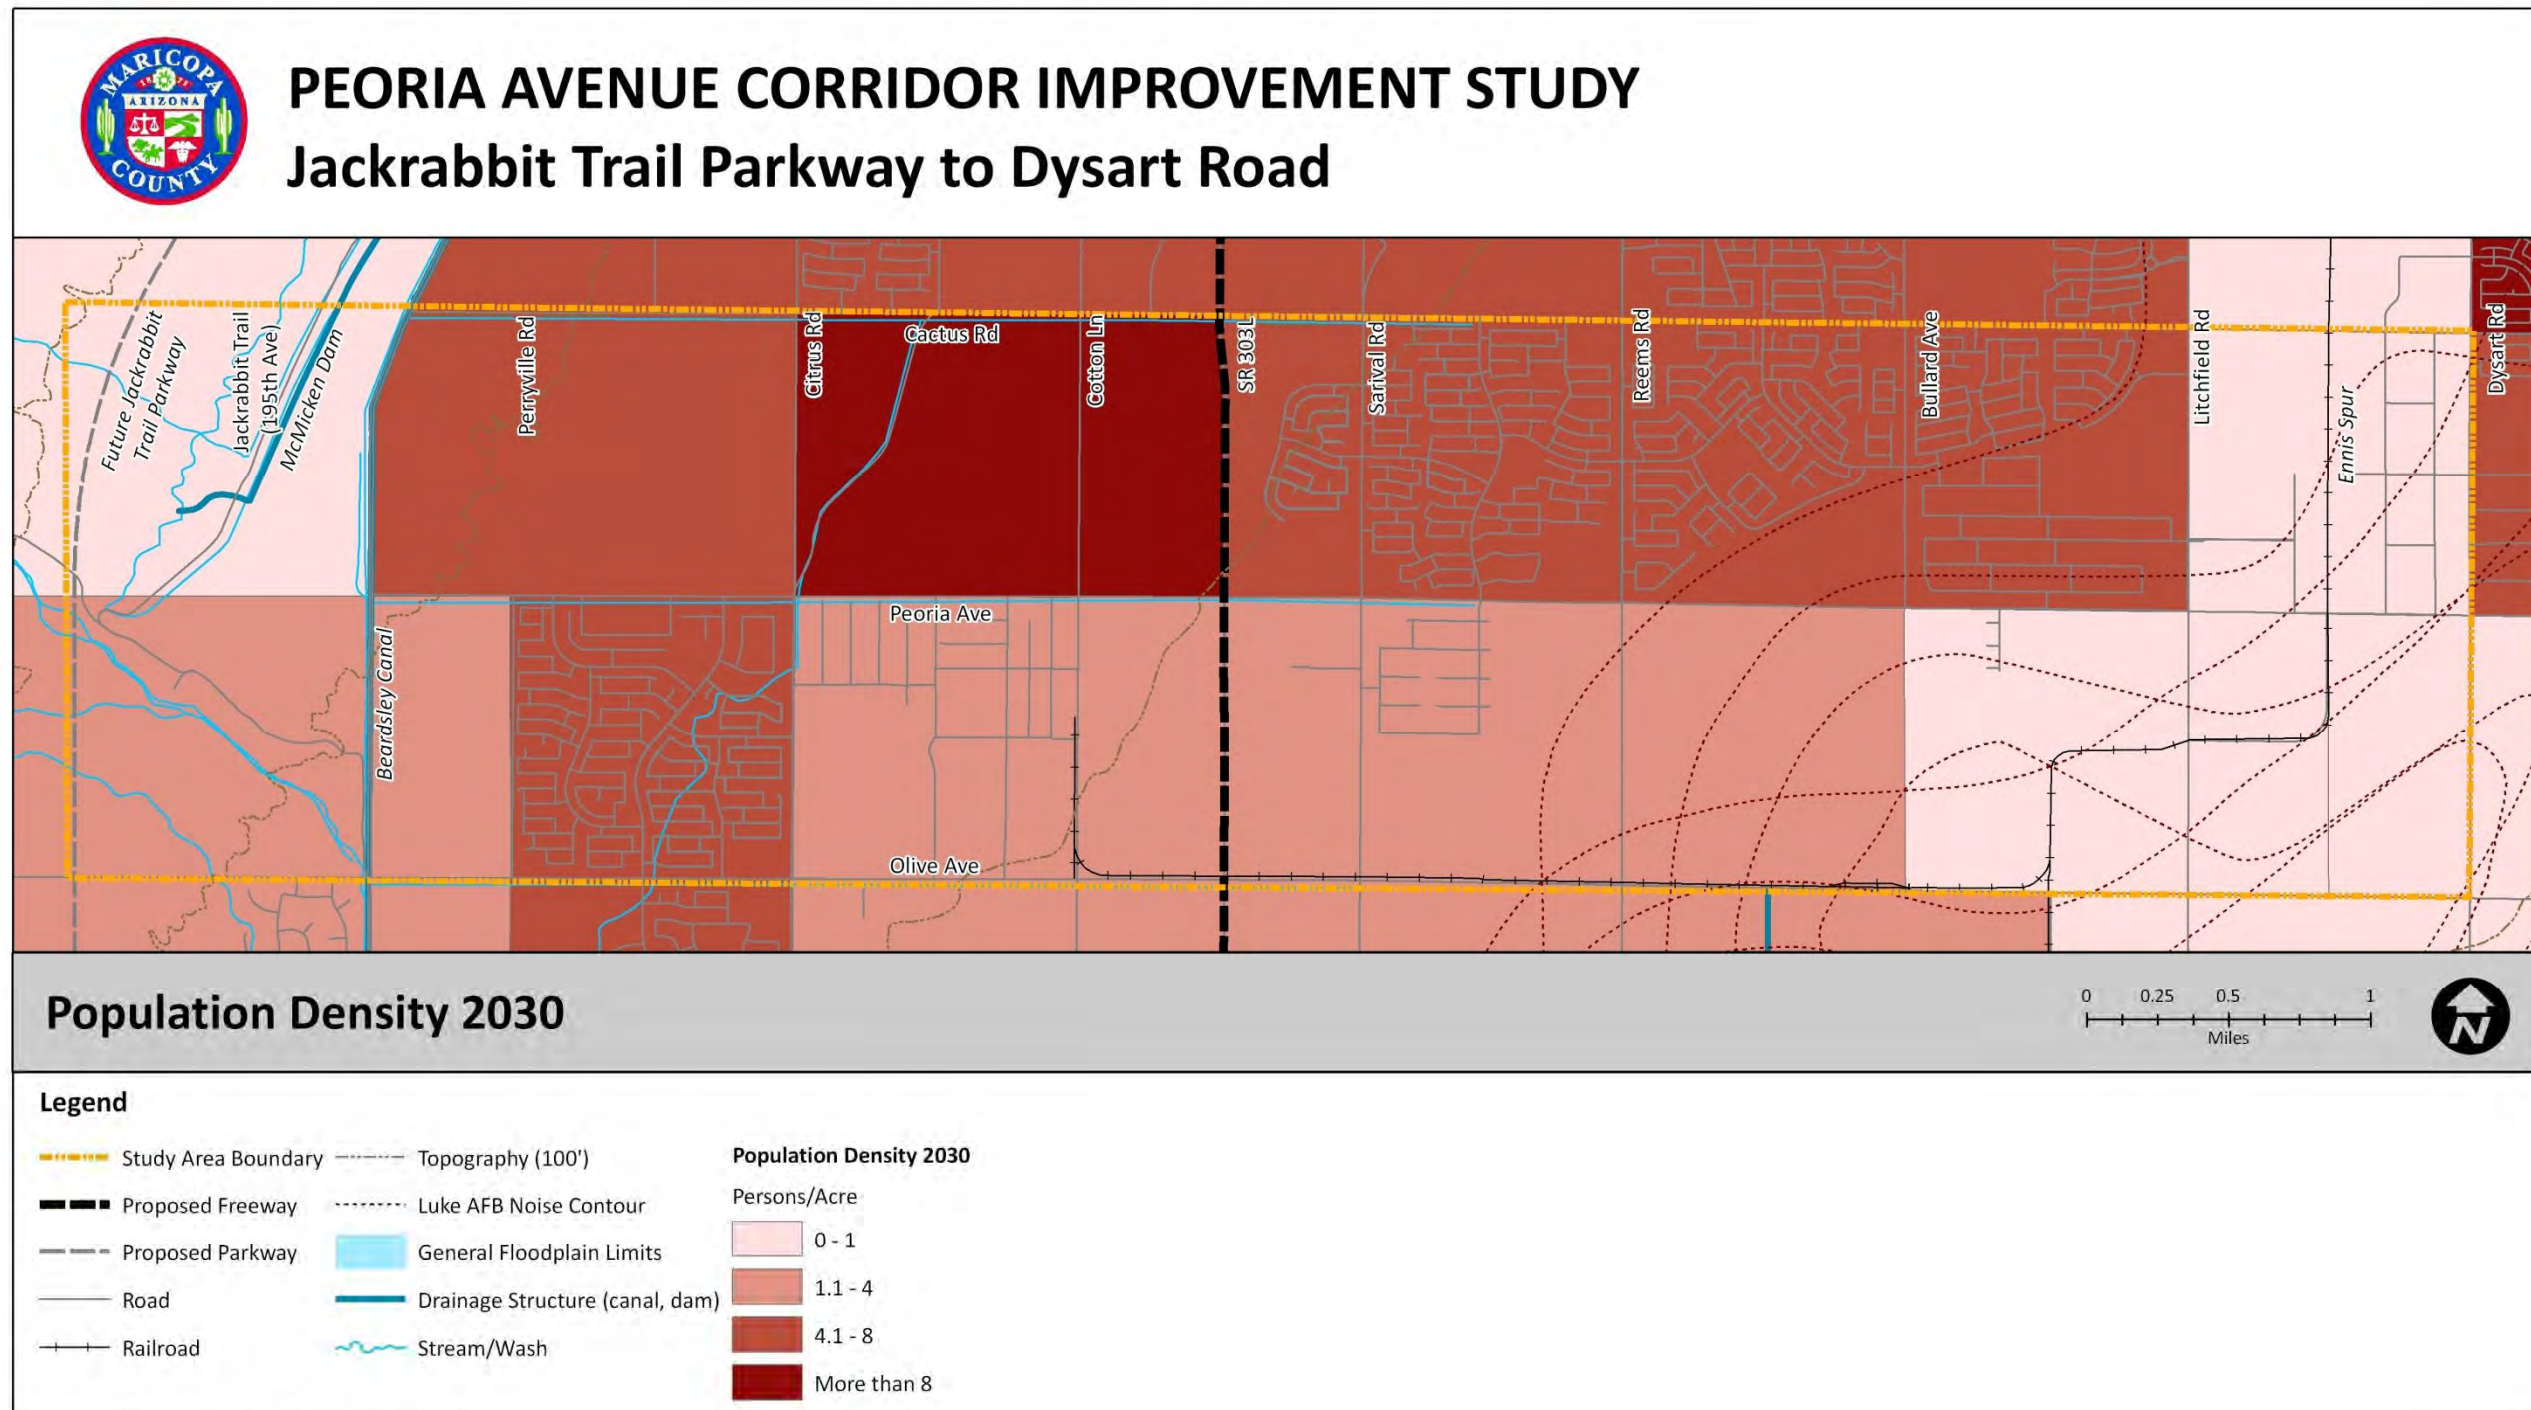 MARICOPA
1871
ARIZONA
COUNTY
PEORIA AVENUE CORRIDOR IMPROVEMENT STUDY
Jackrabbit Trail Parkway to Dysart Road
Future Jackrabbit
Trail Parkway
Jackrabbit Trail
(195th Ave)
McMicken Dam
Perryville Rd
Citrus Rd
Cactus Rd
Cotton Ln
SR 303L
Sarival Rd
Reems Rd
Bullard Ave
Litchfield Rd
Ennis Spur
Dysart Rd
Beardsley Canal
Peoria Ave
Olive Ave
Population Density 2030
0 0.25 0.5 1
Miles
N
Legend
Study Area Boundary
Proposed Freeway
Proposed Parkway
Road
Railroad
Topography (100')
Luke AFB Noise Contour
General Floodplain Limits
Drainage Structure (canal, dam)
Stream/Wash
Population Density 2030
Persons/Acre
0 - 1
1.1 - 4
4.1 - 8
More than 8